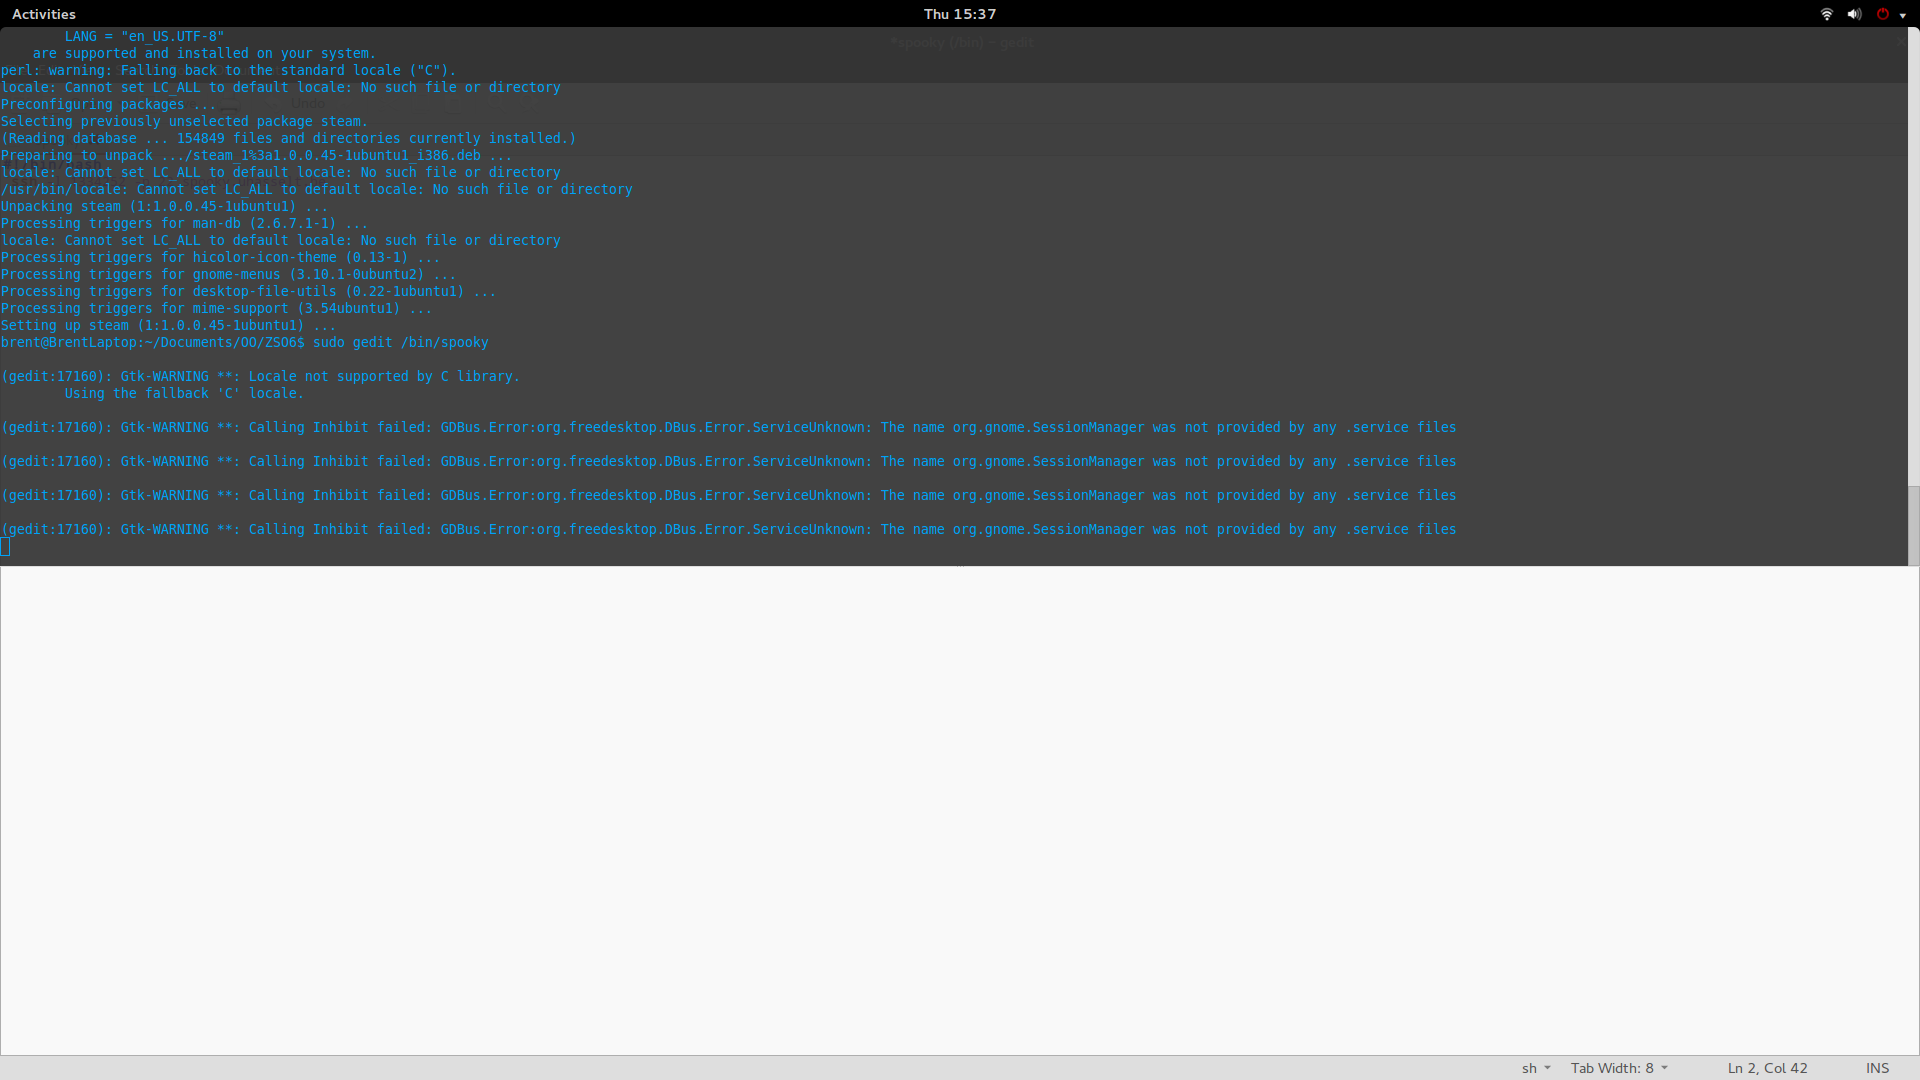 Activities
Thu 15:37
*spooky (/bin) - gedit
LANG = "en_US.UTF-8"
are supported and installed on your system.
perl: warning: Falling back to the standard locale ("C").
locale: Cannot set LC_ALL to default locale: No such file or directory
Preconfiguring packages ...
Undo
Selecting previously unselected package steam.
(Reading database ... 154849 files and directories currently installed.)
Preparing to unpack .../steam_1%3a1.0.0.45-1ubuntu1_i386.deb ...
locale: Cannot set LC_ALL to default locale: No such file or directory
/usr/bin/locale: Cannot set LC_ALL to default locale: No such file or directory
Unpacking steam (1:1.0.0.45-1ubuntu1) ...
Processing triggers for man-db (2.6.7.1-1) ...
locale: Cannot set LC_ALL to default locale: No such file or directory
Processing triggers for hicolor-icon-theme (0.13-1) ...
Processing triggers for gnome-menus (3.10.1-0ubuntu2) ...
Processing triggers for desktop-file-utils (0.22-1ubuntu1) ...
Processing triggers for mime-support (3.54ubuntu1) ...
Setting up steam (1:1.0.0.45-1ubuntu1) ...
brent@BrentLaptop:~/Documents/OO/ZSO6$ sudo gedit /bin/spooky
(gedit:17160): Gtk-WARNING **: Locale not supported by C library.
Using the fallback 'C' locale.
(gedit:17160): Gtk-WARNING **: Calling Inhibit failed: GDBus.Error:org.freedesktop.DBus.Error.ServiceUnknown: The name org.gnome.SessionManager was not provided by any .service files
(gedit:17160): Gtk-WARNING **: Calling Inhibit failed: GDBus.Error:org.freedesktop.DBus.Error.ServiceUnknown: The name org.gnome.SessionManager was not provided by any .service files
(gedit:17160): Gtk-WARNING **: Calling Inhibit failed: GDBus.Error:org.freedesktop.DBus.Error.ServiceUnknown: The name org.gnome.SessionManager was not provided by any .service files
(gedit:17160): Gtk-WARNING **: Calling Inhibit failed: GDBus.Error:org.freedesktop.DBus.Error.ServiceUnknown: The name org.gnome.SessionManager was not provided by any .service files
sh
Tab Width: 8
Ln 2, Col 42
INS